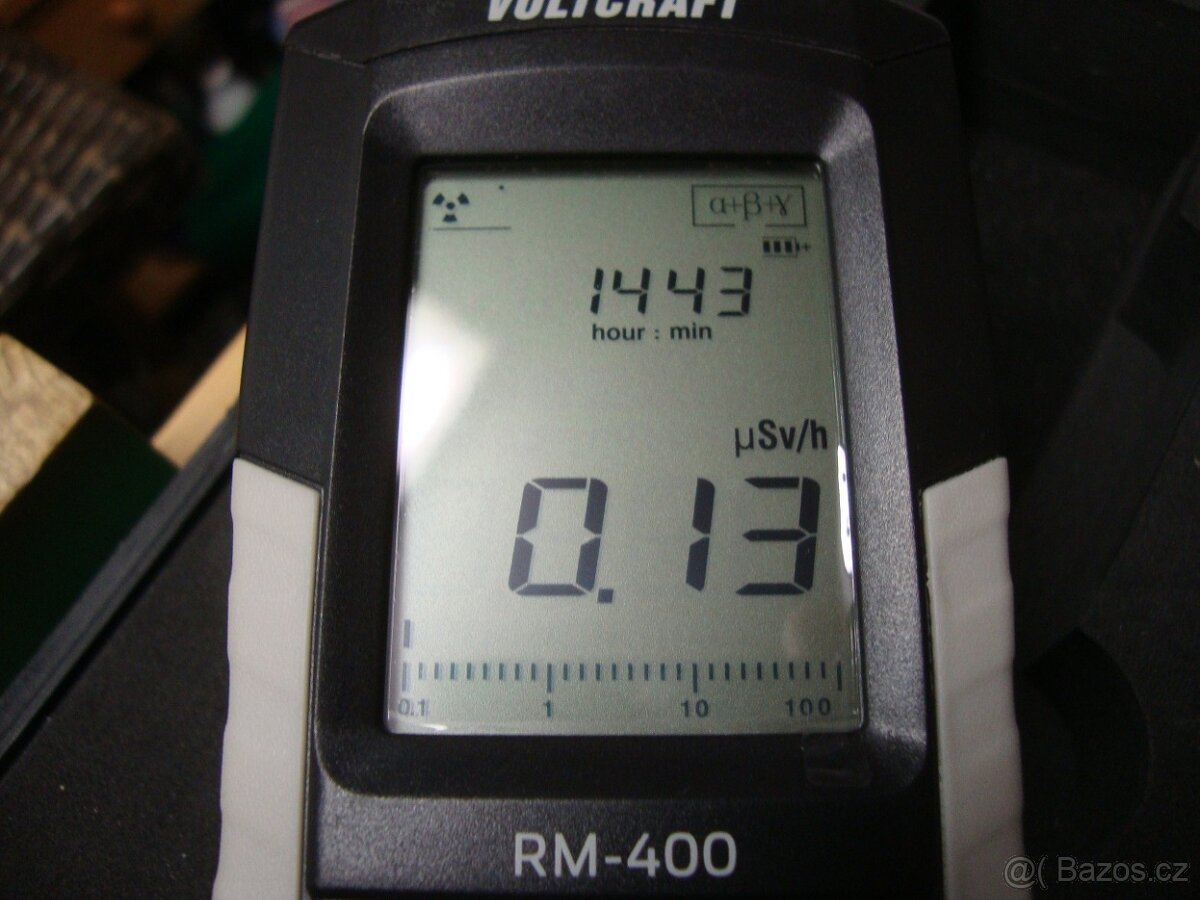 VOLTCRAFT
α+β+γ
1443
hour : min
µSv/h
0.13
0.1 1 10 100
RM-400
@( Bazos.cz